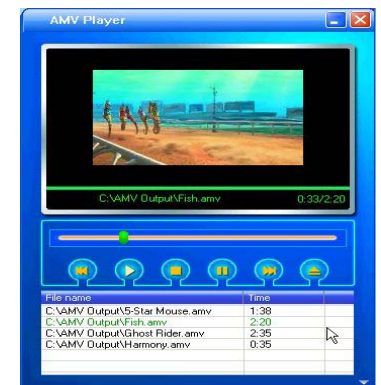 AMV Player
C:\AMV Output\Fish.amv 0:33/2:20
File name Time
C:\AMV Output\5-Star Mouse.amv 1:38
C:\AMV Output\Fish.amv 2:20
C:\AMV Output\Ghost Rider.amv 2:35
C:\AMV Output\Harmony.amv 0:35